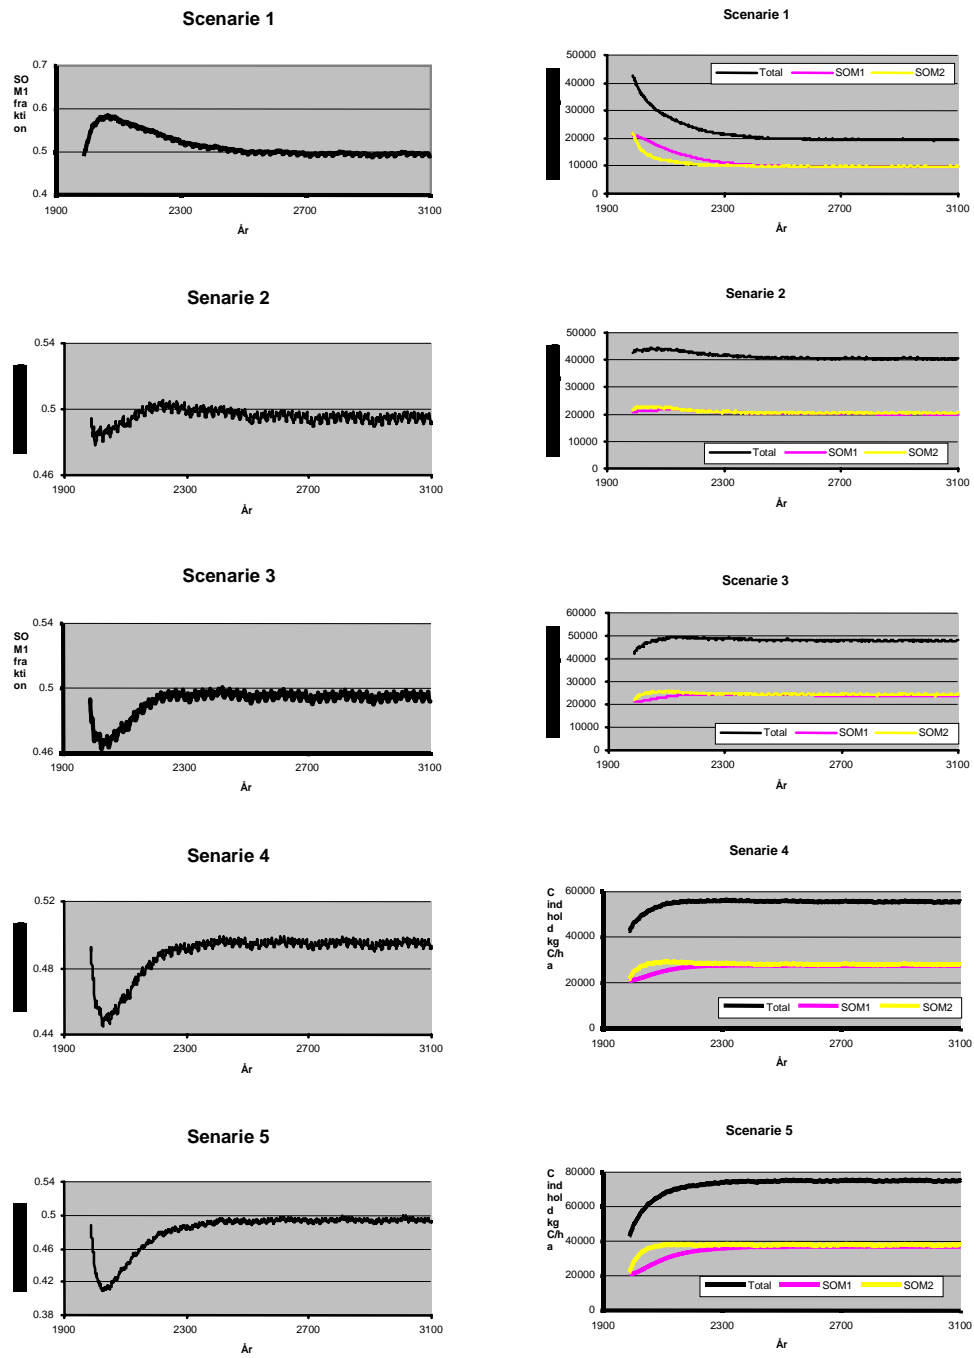 Scenarie 1
0.7
0.6
0.5
0.4
SO
M1
fra
kti
on
1900
2300
2700
3100
År
Scenarie 1
50000
40000
30000
20000
10000
0
Total
SOM1
SOM2
1900
2300
2700
3100
År
Senarie 2
0.54
0.5
0.46
1900
2300
2700
3100
År
Senarie 2
50000
40000
30000
20000
10000
0
Total
SOM1
SOM2
1900
2300
2700
3100
År
Scenarie 3
0.54
0.5
0.46
SO
M1
fra
kti
on
1900
2300
2700
3100
År
Scenarie 3
60000
50000
40000
30000
20000
10000
0
Total
SOM1
SOM2
1900
2300
2700
3100
År
Senarie 4
0.52
0.48
0.44
1900
2300
2700
3100
År
Senarie 4
C
ind
hol
d
kg
C/h
a
60000
40000
20000
0
Total
SOM1
SOM2
1900
2300
2700
3100
År
Senarie 5
0.54
0.5
0.46
0.42
0.38
1900
2300
2700
3100
År
Scenarie 5
C
ind
hol
d
kg
C/h
a
80000
60000
40000
20000
0
Total
SOM1
SOM2
1900
2300
2700
3100
År